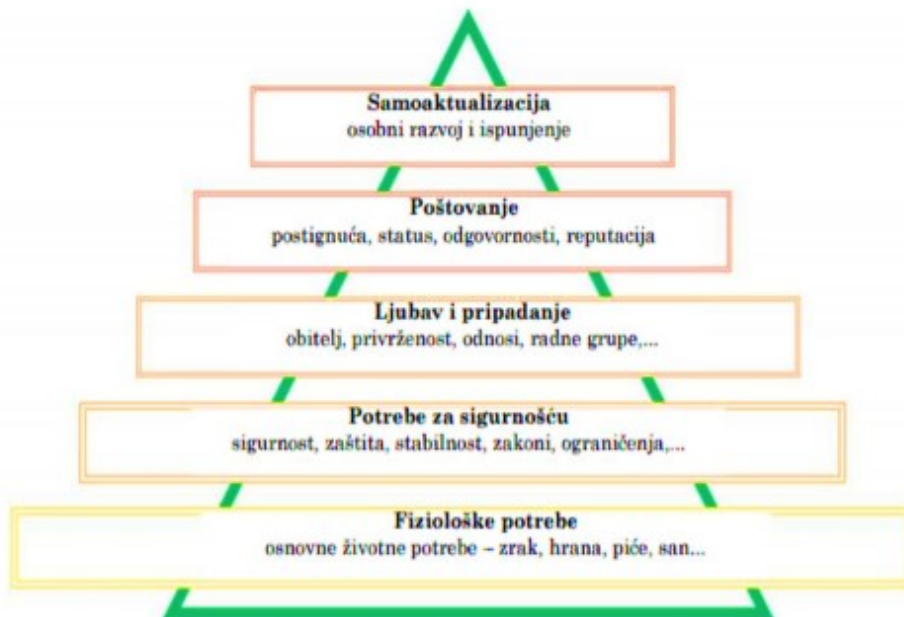 Samoaktualizacija
osobni razvoj i ispunjenje
Poštovanje
postignuća, status, odgovornosti, reputacija
Ljubav i pripadanje
obitelj, privrženost, odnosi, radne grupe,...
Potrebe za sigurnošću
sigurnost, zaštita, stabilnost, zakoni, ograničenja,...
Fiziološke potrebe
osnovne životne potrebe – zrak, hrana, piće, san...